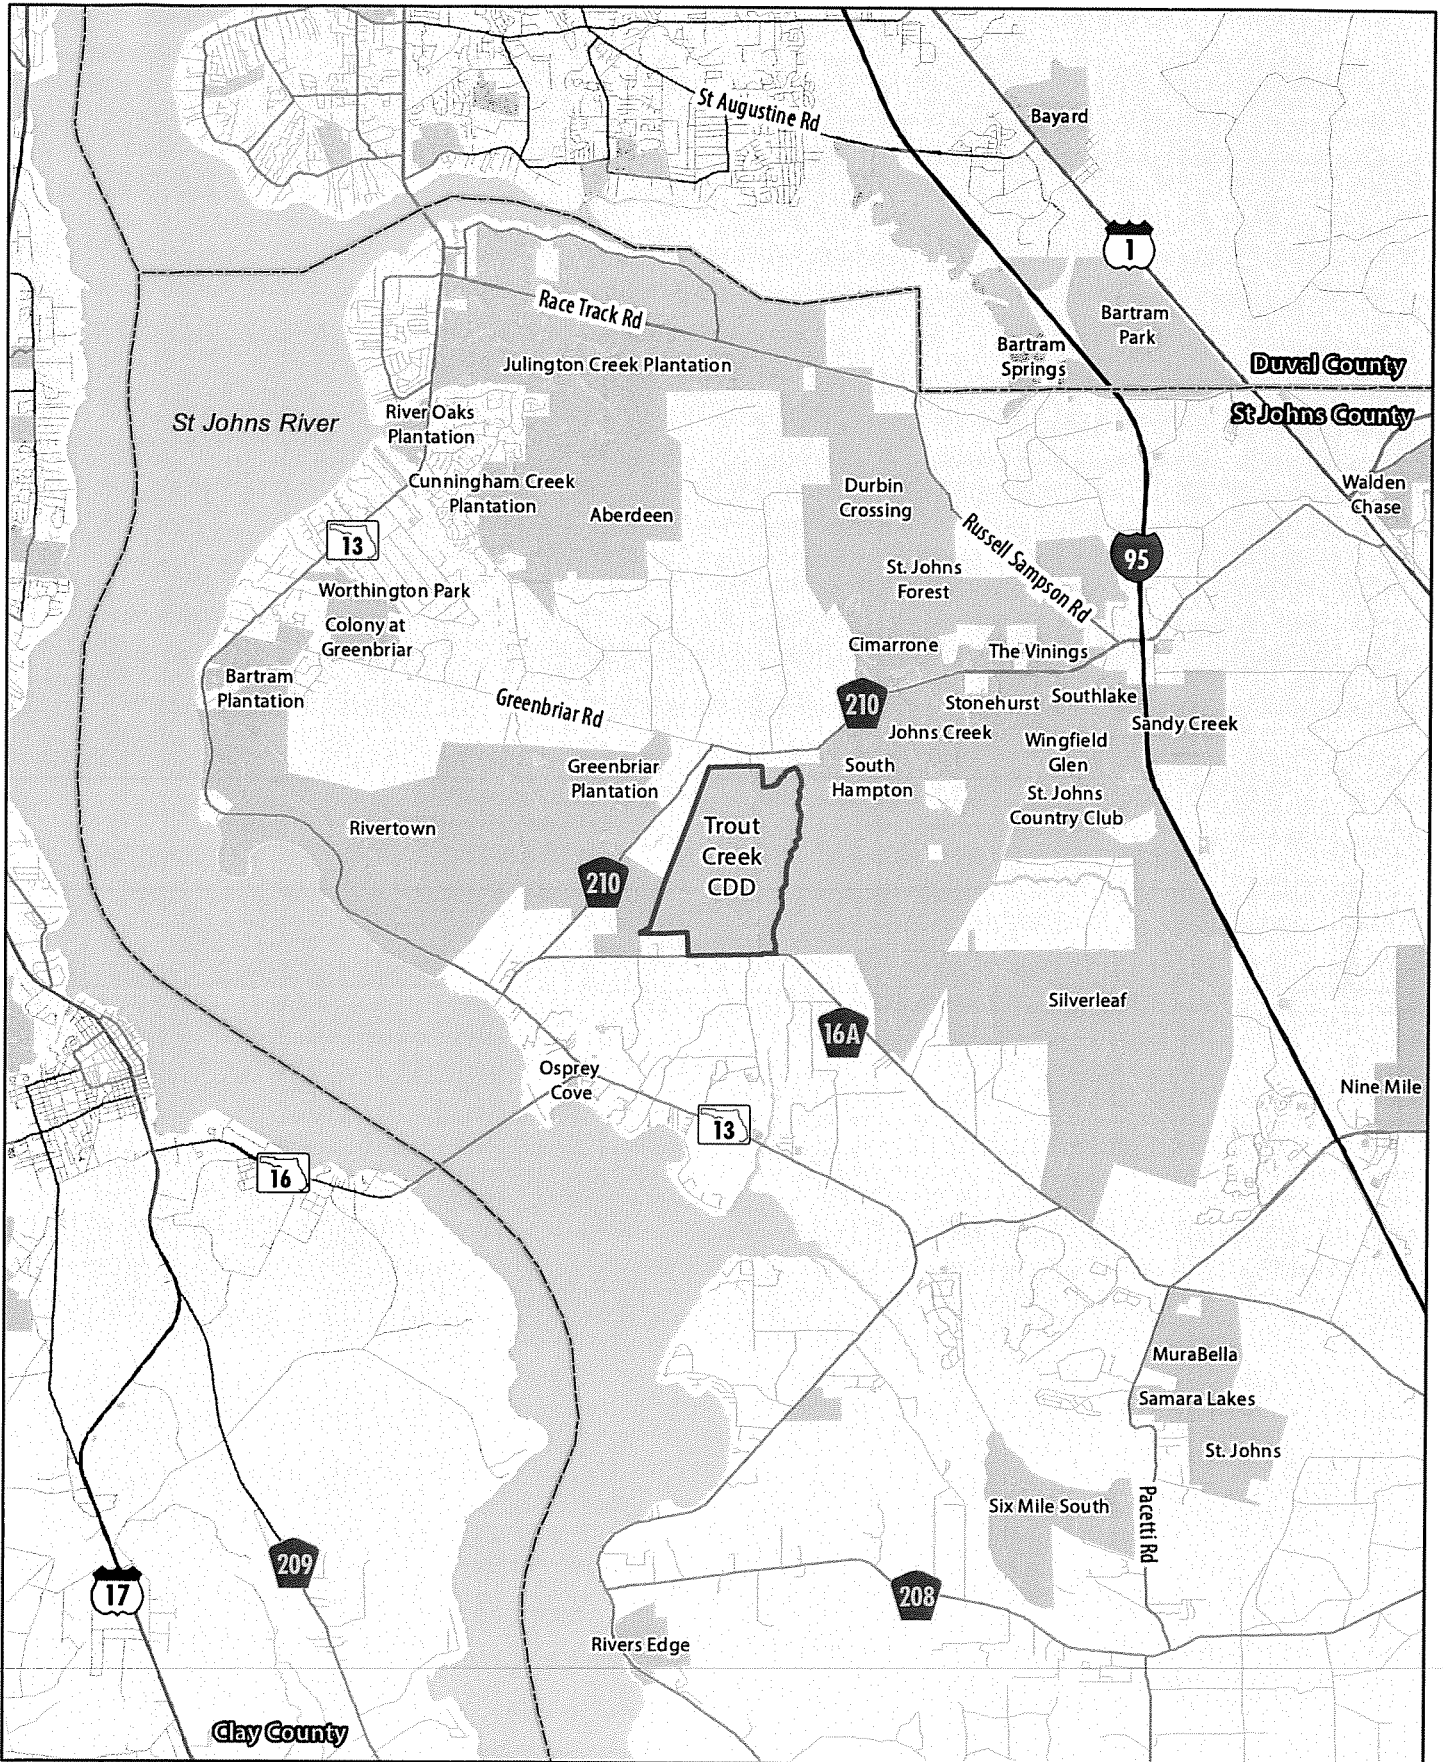 St Augustine Rd
Bayard
1
Bartram
Park
Race Track Rd
Bartram
Springs
Duval County
Julington Creek Plantation
St Johns County
River Oaks
Plantation
St Johns River
Cunningham Creek
Plantation
Durbin
Crossing
Walden
Chase
Aberdeen
13
Russell Sampson Rd
95
St. Johns
Forest
Worthington Park
Colony at
Greenbriar
Cimarrone
The Vinings
Bartram
Plantation
Greenbriar Rd
210
Stonehurst
Southlake
Johns Creek
Sandy Creek
Wingfield
Glen
Greenbriar
Plantation
South
Hampton
St. Johns
Country Club
Rivertown
Trout
Creek
CDD
210
Silverleaf
16A
Osprey
Cove
Nine Mile
13
16
MuraBella
Samara Lakes
St. Johns
Six Mile South
Pacetti Rd
209
17
208
Rivers Edge
Clay County